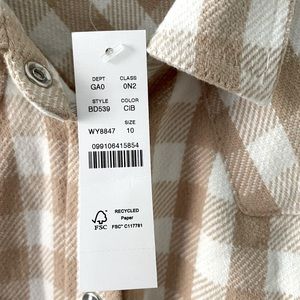 DEPT CLASS
GA0 0N2
STYLE COLOR
BD539 CIB
SIZE
WY8847 10
099106415854
RECYCLED
Paper
FSC FSC® C117781